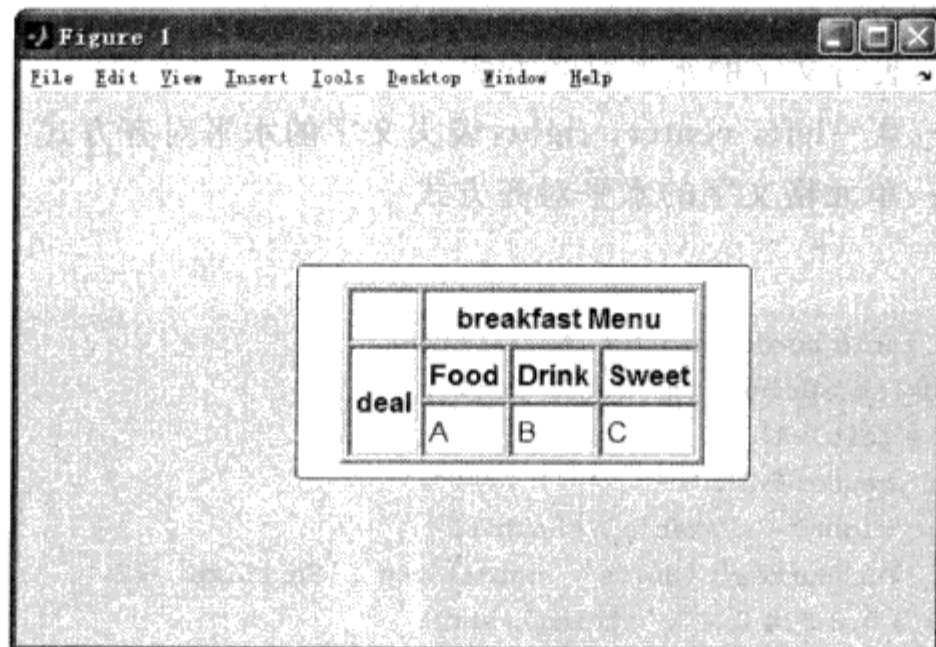 Figure 1
File Edit View Insert Tools Desktop Window Help
breakfast Menu
deal
Food Drink Sweet
A B C